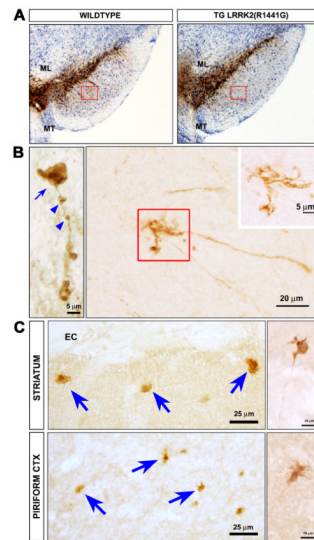 A
WILDTYPE
TG LRRK2(R1441G)
ML
MT
ML
MT
B
5 µm
5 µm
20 µm
C
STRIATUM
EC
25 µm
PIRIFORM CTX
25 µm